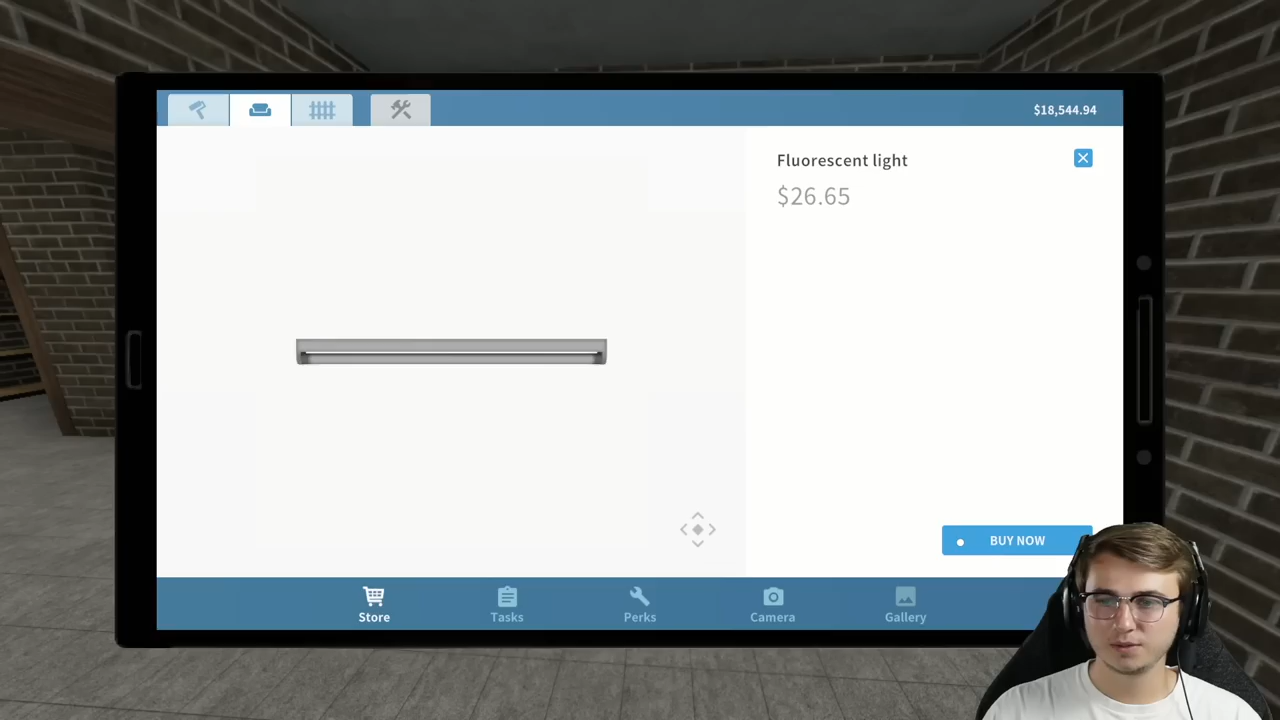 $18,544.94
Fluorescent light
$26.65
BUY NOW
Store
Tasks
Perks
Camera
Gallery